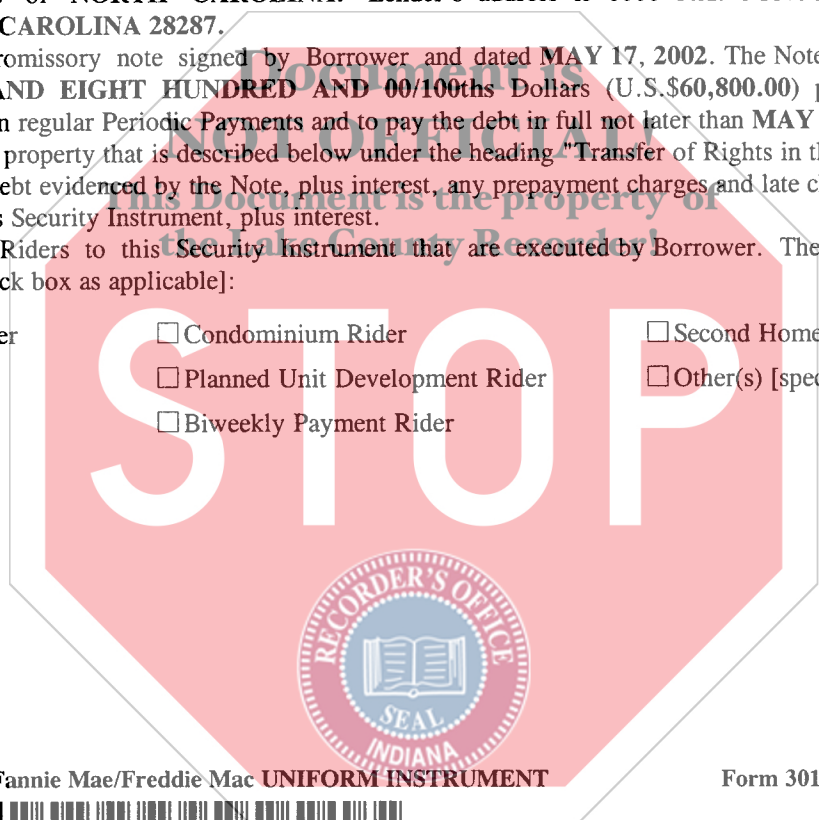 of NORTH CAROLINA.
CAROLINA 28287.
romissory note signed by Borrower and dated MAY 17, 2002. The Note
AND EIGHT HUNDRED AND 00/100ths Dollars (U.S.$60,800.00) p
n regular Periodic Payments and to pay the debt in full not later than MAY
property that is described below under the heading "Transfer of Rights in th
ebt evidenced by the Note, plus interest, any prepayment charges and late c
s Security Instrument, plus interest.
Riders to this Security Instrument that are executed by Borrower. The
ck box as applicable]:
Document is
NOT OFFICIAL!
This Document is the property of
the Lake County Recorder!
er
Condominium Rider
Second Home
Planned Unit Development Rider
Other(s) [spec
Biweekly Payment Rider
STOP
RECORDER'S OFFICE
SEAL
INDIANA
Fannie Mae/Freddie Mac UNIFORM INSTRUMENT
Form 301